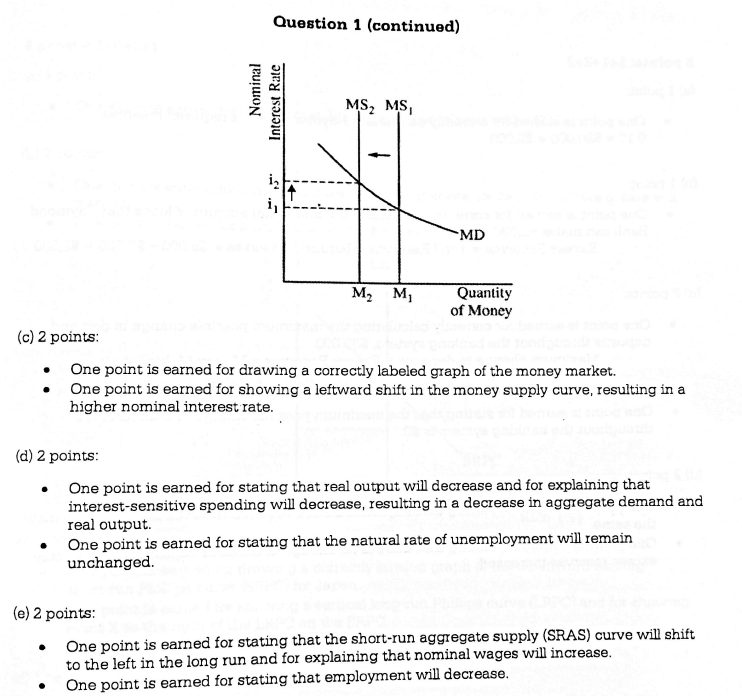 Question 1 (continued)
Nominal
Interest Rate
MS₂ MS₁
i₂
i₁
MD
M₂ M₁
Quantity
of Money
(c) 2 points:
• One point is earned for drawing a correctly labeled graph of the money market.
• One point is earned for showing a leftward shift in the money supply curve, resulting in a
higher nominal interest rate.
(d) 2 points:
• One point is earned for stating that real output will decrease and for explaining that
interest-sensitive spending will decrease, resulting in a decrease in aggregate demand and
real output.
• One point is earned for stating that the natural rate of unemployment will remain
unchanged.
(e) 2 points:
• One point is earned for stating that the short-run aggregate supply (SRAS) curve will shift
to the left in the long run and for explaining that nominal wages will increase.
• One point is earned for stating that employment will decrease.